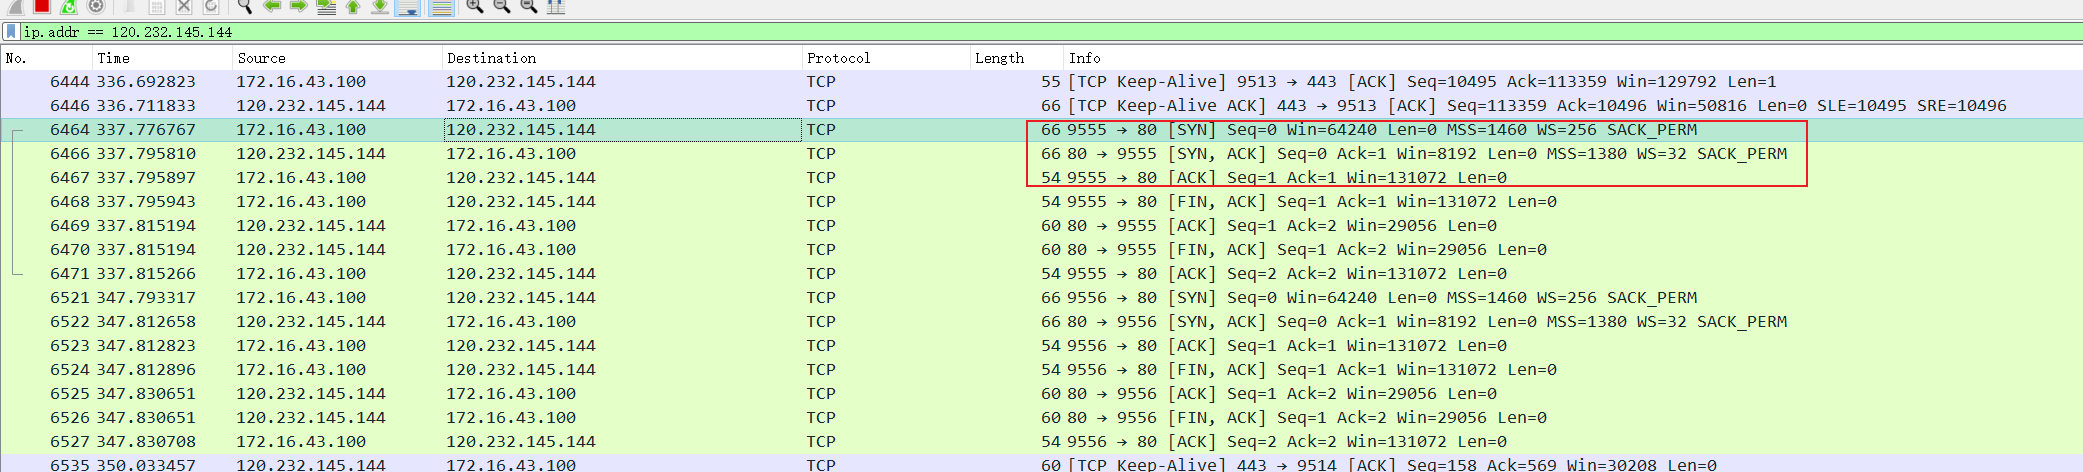 ip.addr == 120.232.145.144
No. Time Source Destination Protocol Length Info
6444 336.692823 172.16.43.100 120.232.145.144 TCP 55 [TCP Keep-Alive] 9513 → 443 [ACK] Seq=10495 Ack=113359 Win=129792 Len=1
6446 336.711833 120.232.145.144 172.16.43.100 TCP 66 [TCP Keep-Alive ACK] 443 → 9513 [ACK] Seq=113359 Ack=10496 Win=50816 Len=0 SLE=10495 SRE=10496
6464 337.776767 172.16.43.100 120.232.145.144 TCP 66 9555 → 80 [SYN] Seq=0 Win=64240 Len=0 MSS=1460 WS=256 SACK_PERM
6466 337.795810 120.232.145.144 172.16.43.100 TCP 66 80 → 9555 [SYN, ACK] Seq=0 Ack=1 Win=8192 Len=0 MSS=1380 WS=32 SACK_PERM
6467 337.795897 172.16.43.100 120.232.145.144 TCP 54 9555 → 80 [ACK] Seq=1 Ack=1 Win=131072 Len=0
6468 337.795943 172.16.43.100 120.232.145.144 TCP 54 9555 → 80 [FIN, ACK] Seq=1 Ack=1 Win=131072 Len=0
6469 337.815194 120.232.145.144 172.16.43.100 TCP 60 80 → 9555 [ACK] Seq=1 Ack=2 Win=29056 Len=0
6470 337.815194 120.232.145.144 172.16.43.100 TCP 60 80 → 9555 [FIN, ACK] Seq=1 Ack=2 Win=29056 Len=0
6471 337.815266 172.16.43.100 120.232.145.144 TCP 54 9555 → 80 [ACK] Seq=2 Ack=2 Win=131072 Len=0
6521 347.793317 172.16.43.100 120.232.145.144 TCP 66 9556 → 80 [SYN] Seq=0 Win=64240 Len=0 MSS=1460 WS=256 SACK_PERM
6522 347.812658 120.232.145.144 172.16.43.100 TCP 66 80 → 9556 [SYN, ACK] Seq=0 Ack=1 Win=8192 Len=0 MSS=1380 WS=32 SACK_PERM
6523 347.812823 172.16.43.100 120.232.145.144 TCP 54 9556 → 80 [ACK] Seq=1 Ack=1 Win=131072 Len=0
6524 347.812896 172.16.43.100 120.232.145.144 TCP 54 9556 → 80 [FIN, ACK] Seq=1 Ack=1 Win=131072 Len=0
6525 347.830651 120.232.145.144 172.16.43.100 TCP 60 80 → 9556 [ACK] Seq=1 Ack=2 Win=29056 Len=0
6526 347.830651 120.232.145.144 172.16.43.100 TCP 60 80 → 9556 [FIN, ACK] Seq=1 Ack=2 Win=29056 Len=0
6527 347.830708 172.16.43.100 120.232.145.144 TCP 54 9556 → 80 [ACK] Seq=2 Ack=2 Win=131072 Len=0
6535 350.033457 120.232.145.144 172.16.43.100 TCP 60 [TCP Keep-Alive] 443 → 9514 [ACK] Seq=158 Ack=569 Win=30208 Len=0